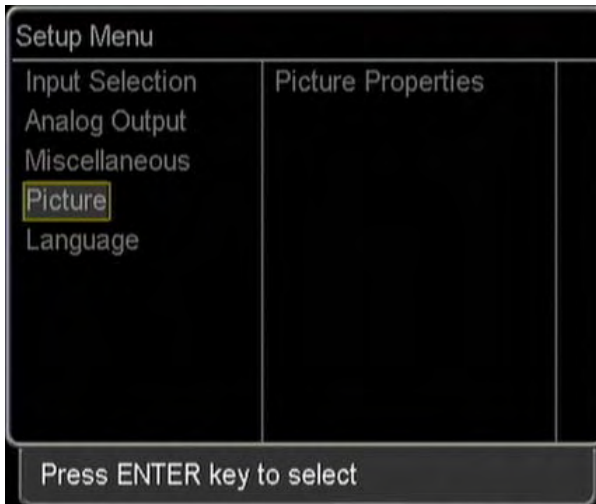 Setup Menu
Input Selection
Analog Output
Miscellaneous
Picture
Language
Picture Properties
Press ENTER key to select